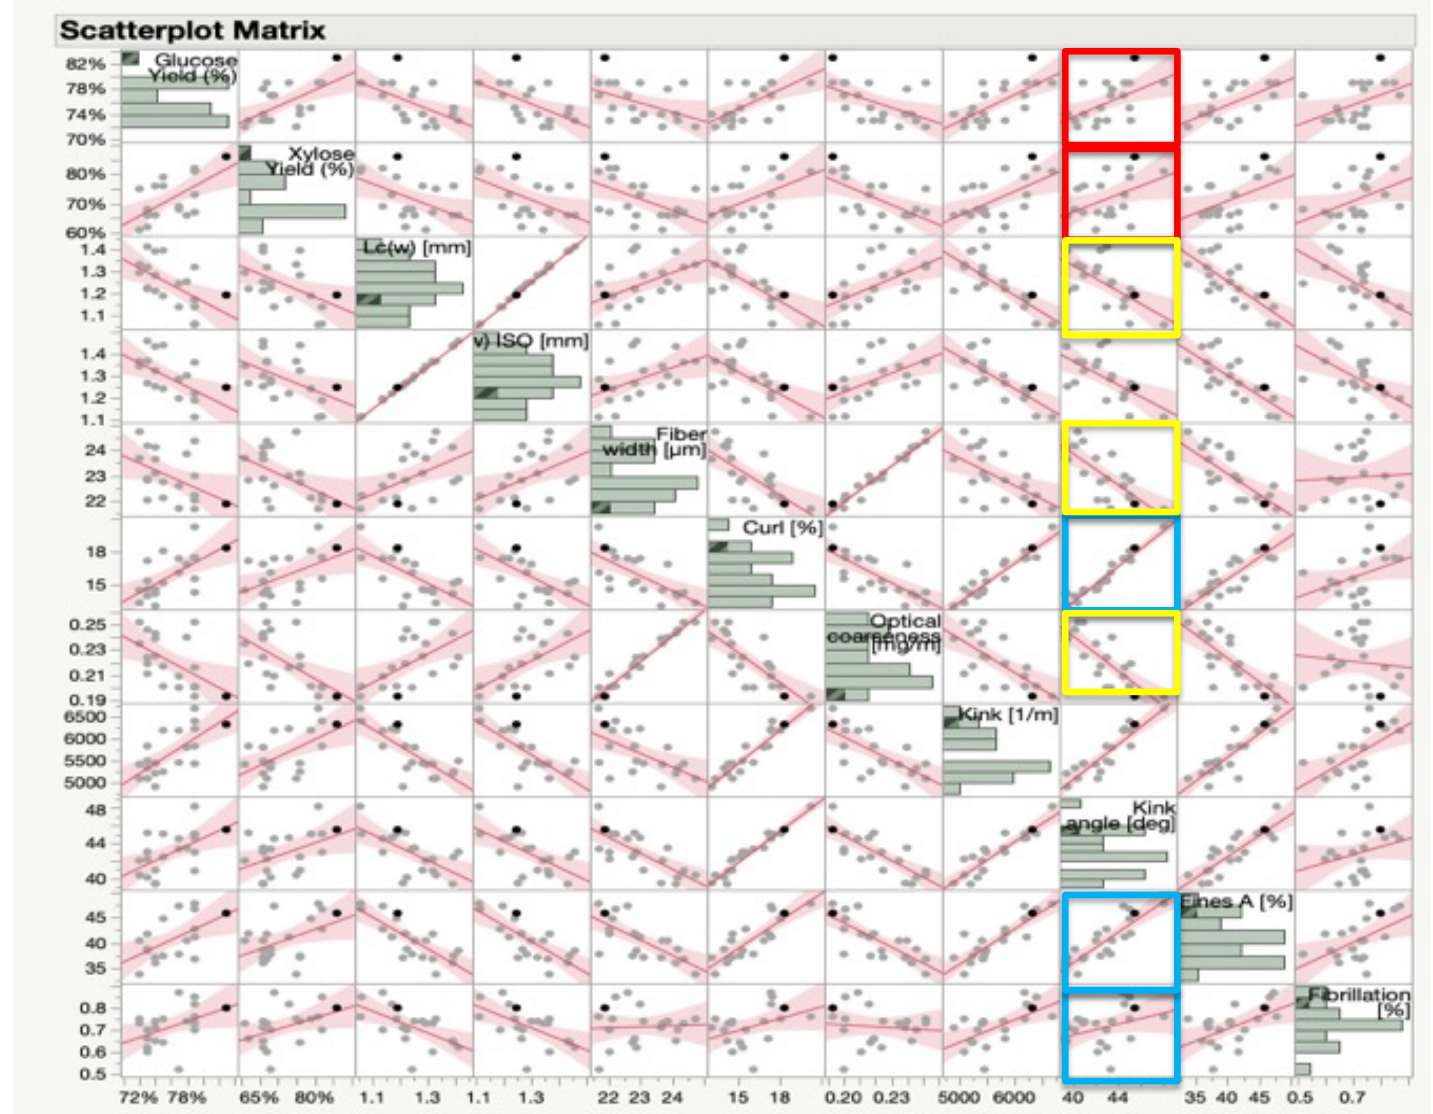 Scatterplot Matrix
82%
78%
74%
70%
Glucose
Yield (%)
80%
70%
60%
Xylose
Yield (%)
1.4
1.3
1.2
1.1
Lc(w) [mm]
1.4
1.3
1.2
1.1
v) ISO [mm]
24
23
22
Fiber
width [µm]
18
15
Curl [%]
0.25
0.23
0.21
0.19
Optical
coarseness
[mg/m]
6500
6000
5500
5000
Kink [1/m]
48
44
40
Kink
angle [deg]
45
40
35
Fines A [%]
0.8
0.7
0.6
0.5
Fibrillation
[%]
72% 78% 65% 80% 1.1 1.3 1.1 1.3 22 23 24 15 18 0.20 0.23 5000 6000 40 44 35 40 45 0.5 0.7